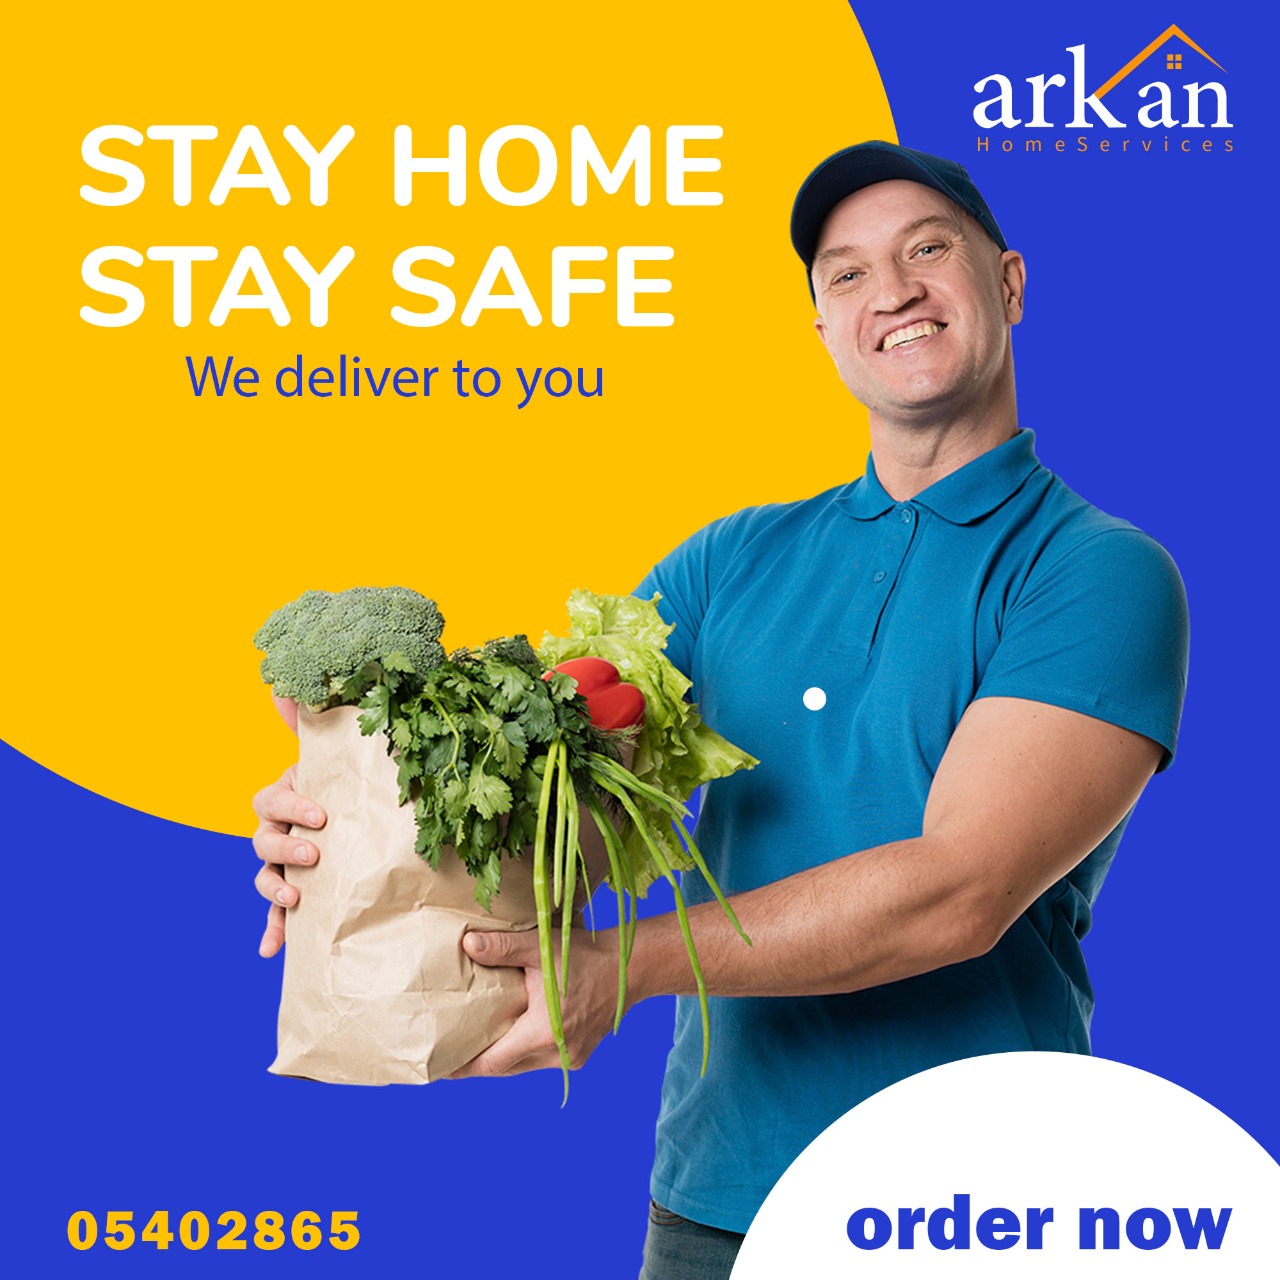 arkan
HomeServices
STAY HOME
STAY SAFE
We deliver to you
05402865
order now